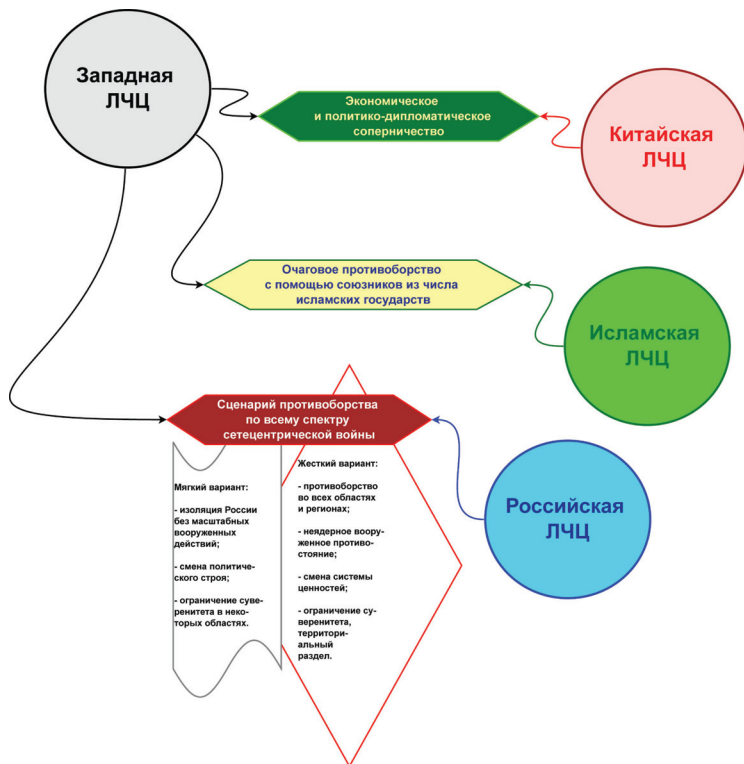 Западная
ЛЧЦ
Экономическое
и политико-дипломатическое
соперничество
Китайская
ЛЧЦ
Очаговое противоборство
с помощью союзников из числа
исламских государств
Исламская
ЛЧЦ
Сценарий противоборства
по всему спектру
сетецентрической войны
Российская
ЛЧЦ
Мягкий вариант:
- изоляция России
без масштабных
вооруженных
действий;
- смена политиче-
ского строя;
- ограничение суве-
ренитета в неко-
торых областях.
Жесткий вариант:
- противоборство
во всех областях
и регионах;
- неядерное воору-
женное противо-
стояние;
- смена системы
ценностей;
- ограничение су-
веренитета,
территори-
альный
раздел.